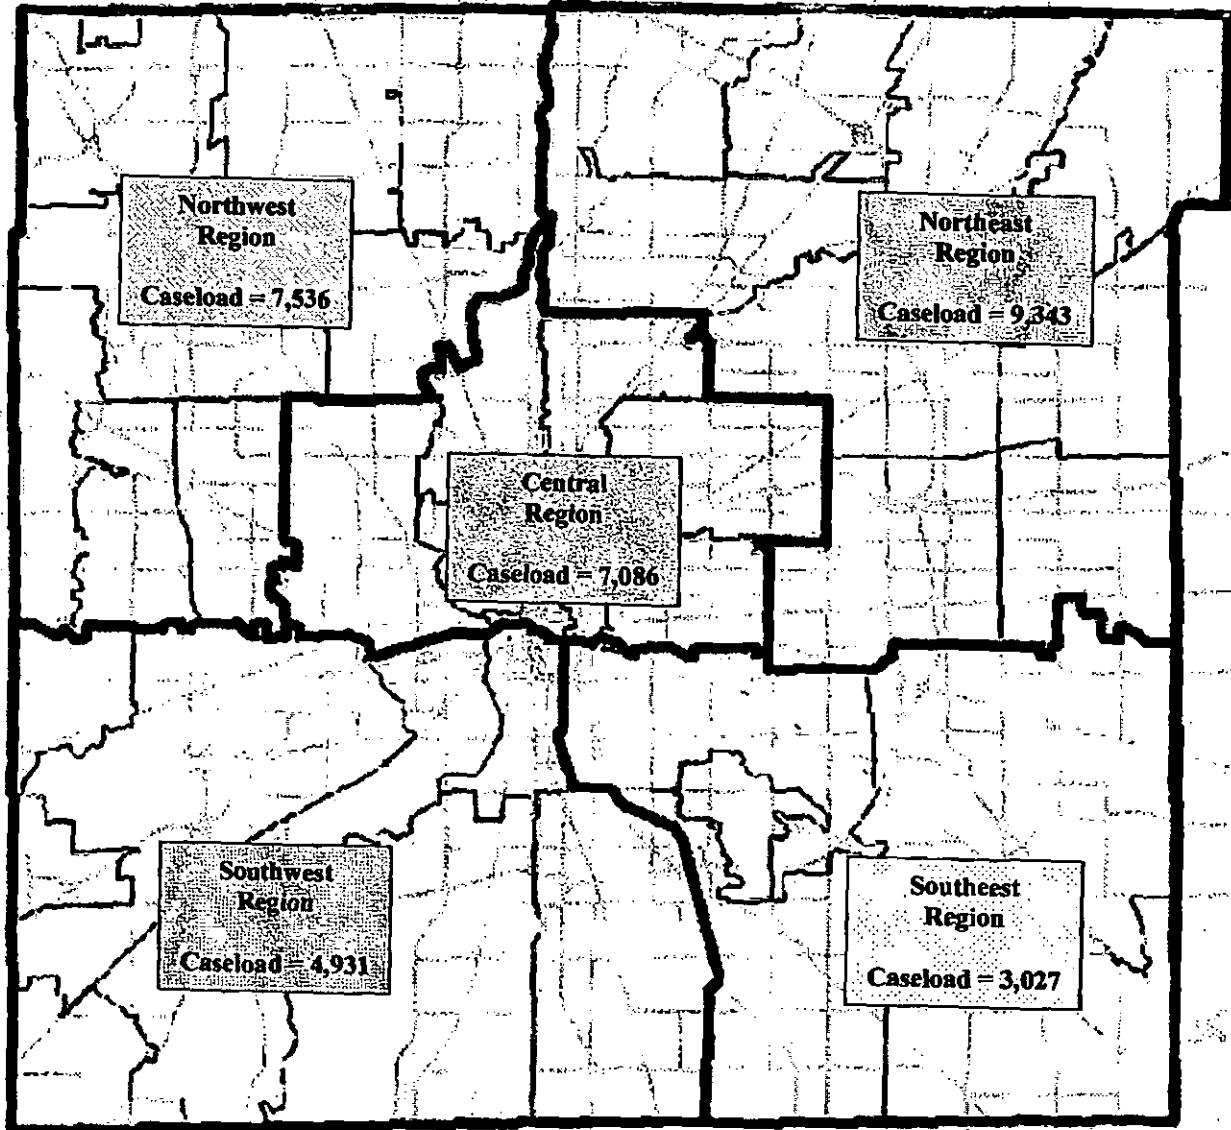 Northwest
Region
Caseload = 7,536
Northeast
Region
Caseload = 9,343
Central
Region
Caseload = 7,086
Southwest
Region
Caseload = 4,931
Southeest
Region
Caseload = 3,027